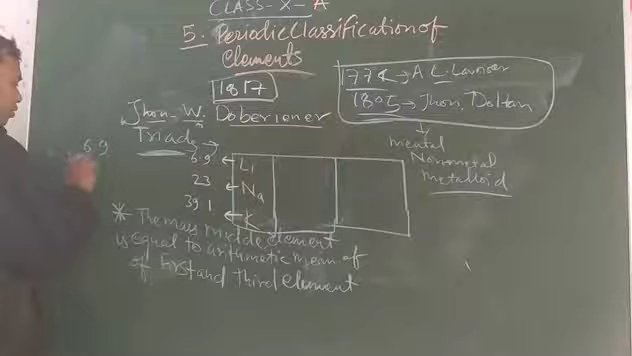 CLASS-X-A
5. Periodic Classification of
Elements
1817
1774 → A L. Lavoiser
1805 → Jhon, Doltan
mental
Nonmetal
metalloid
Jhon- W. Doberiener
Triads →
6.9 ← Li
23 ← Na
39 1 ← K
6.9
* The mass middle element
is equal to arithmetic mean of
of First and third element